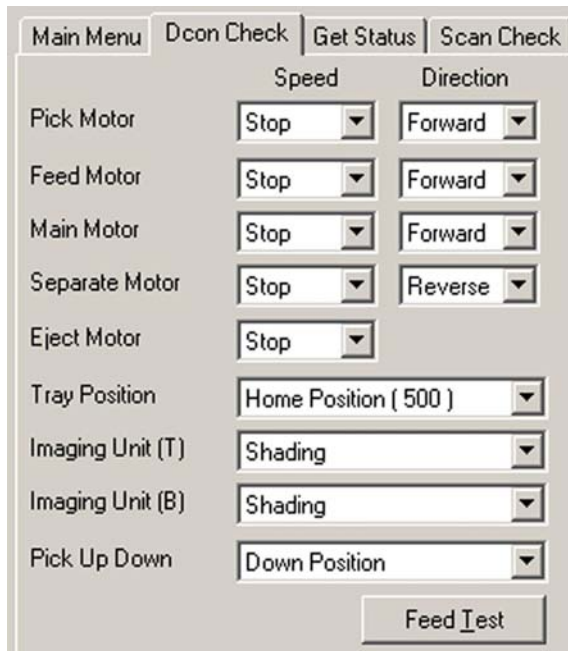 Main Menu Dcon Check Get Status Scan Check
Speed Direction
Pick Motor Stop Forward
Feed Motor Stop Forward
Main Motor Stop Forward
Separate Motor Stop Reverse
Eject Motor Stop
Tray Position Home Position ( 500 )
Imaging Unit (T) Shading
Imaging Unit (B) Shading
Pick Up Down Down Position
Feed Test